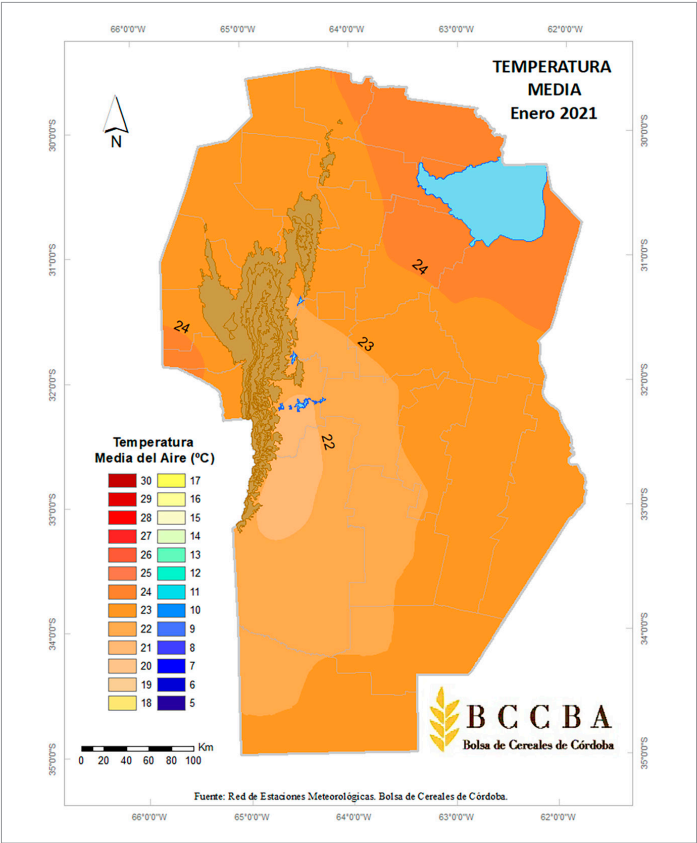 66°0'0"W 65°0'0"W 64°0'0"W 63°0'0"W 62°0'0"W
TEMPERATURA
MEDIA
Enero 2021
N
30°0'0"S 30°0'0"S
31°0'0"S 31°0'0"S
24
24
23
32°0'0"S 32°0'0"S
22
Temperatura
Media del Aire (ºC)
30 17
29 16
28 15
27 14
26 13
25 12
24 11
23 10
22 9
21 8
20 7
19 6
18 5
33°0'0"S 33°0'0"S
34°0'0"S 34°0'0"S
BCCBA
Bolsa de Cereales de Córdoba
Km
0 20 40 60 80 100
35°0'0"S 35°0'0"S
Fuente: Red de Estaciones Meteorológicas. Bolsa de Cereales de Córdoba.
66°0'0"W 65°0'0"W 64°0'0"W 63°0'0"W 62°0'0"W